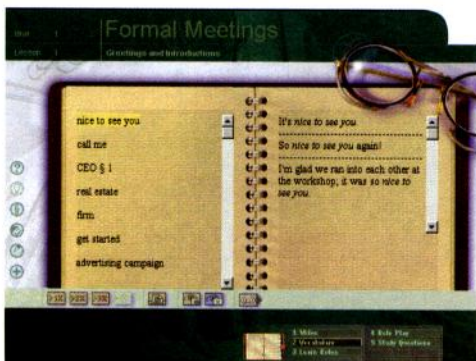 Unit 1
Formal Meetings
Lesson 1
Greetings and Introductions
nice to see you
call me
CEO § 1
real estate
firm
get started
advertising campaign
It's nice to see you.
So nice to see you again!
I'm glad we ran into each other at
the workshop; it was so nice to
see you.
1 Video
2 Vocabulary
3 Learn Roles
4 Role Play
5 Study Questions